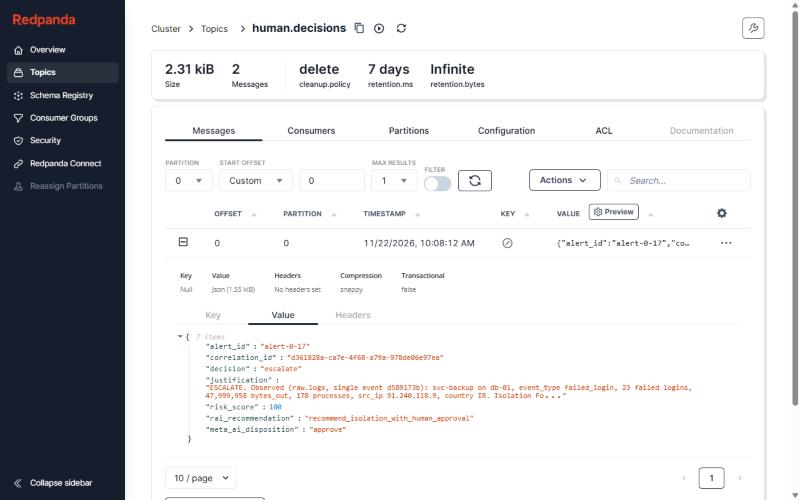 Redpanda
Overview
Topics
Schema Registry
Consumer Groups
Security
Redpanda Connect
Reassign Partitions
Collapse sidebar
Cluster > Topics > human.decisions
2.31 KiB 2 delete 7 days Infinite
Size Messages cleanup.policy retention.ms retention.bytes
Messages Consumers Partitions Configuration ACL Documentation
PARTITION START OFFSET MAX RESULTS FILTER
0 Custom 0 1 Actions Search...
OFFSET PARTITION TIMESTAMP KEY VALUE Preview
0 0 11/22/2026, 10:08:12 AM {"alert_id":"alert-0-17","co… ...
Key Value Headers Compression Transactional
Null Json (1.55 kiB) No headers set snappy false
Key Value Headers
{ 7 items
"alert_id" : "alert-0-17"
"correlation_id" : "d361828a-ca7e-4f68-a79a-978de06e97ea"
"decision" : "escalate"
"justification" :
"ESCALATE. Observed (raw.logs, single event d589173b): svc-backup on db-01, event_type failed_login, 23 failed logins,
47,999,958 bytes_out, 178 processes, src_ip 91.240.118.9, country IR. Isolation Fo...."
"risk_score" : 100
"rai_recommendation" : "recommend_isolation_with_human_approval"
"meta_ai_disposition" : "approve"
}
10 / page < 1 >